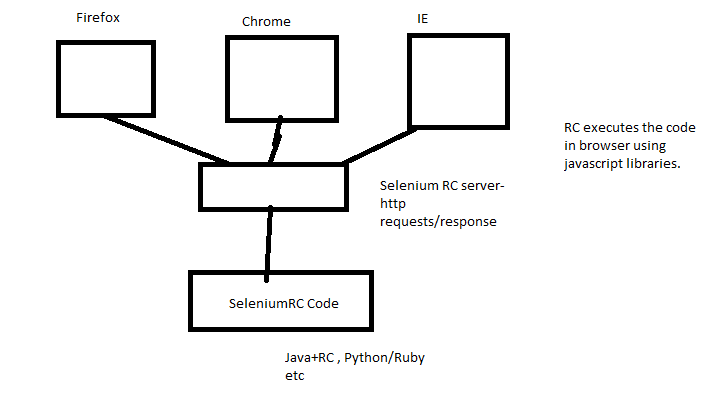 Firefox
Chrome
IE
RC executes the code
in browser using
javascript libraries.
Selenium RC server-
http
requests/response
SeleniumRC Code
Java+RC , Python/Ruby
etc